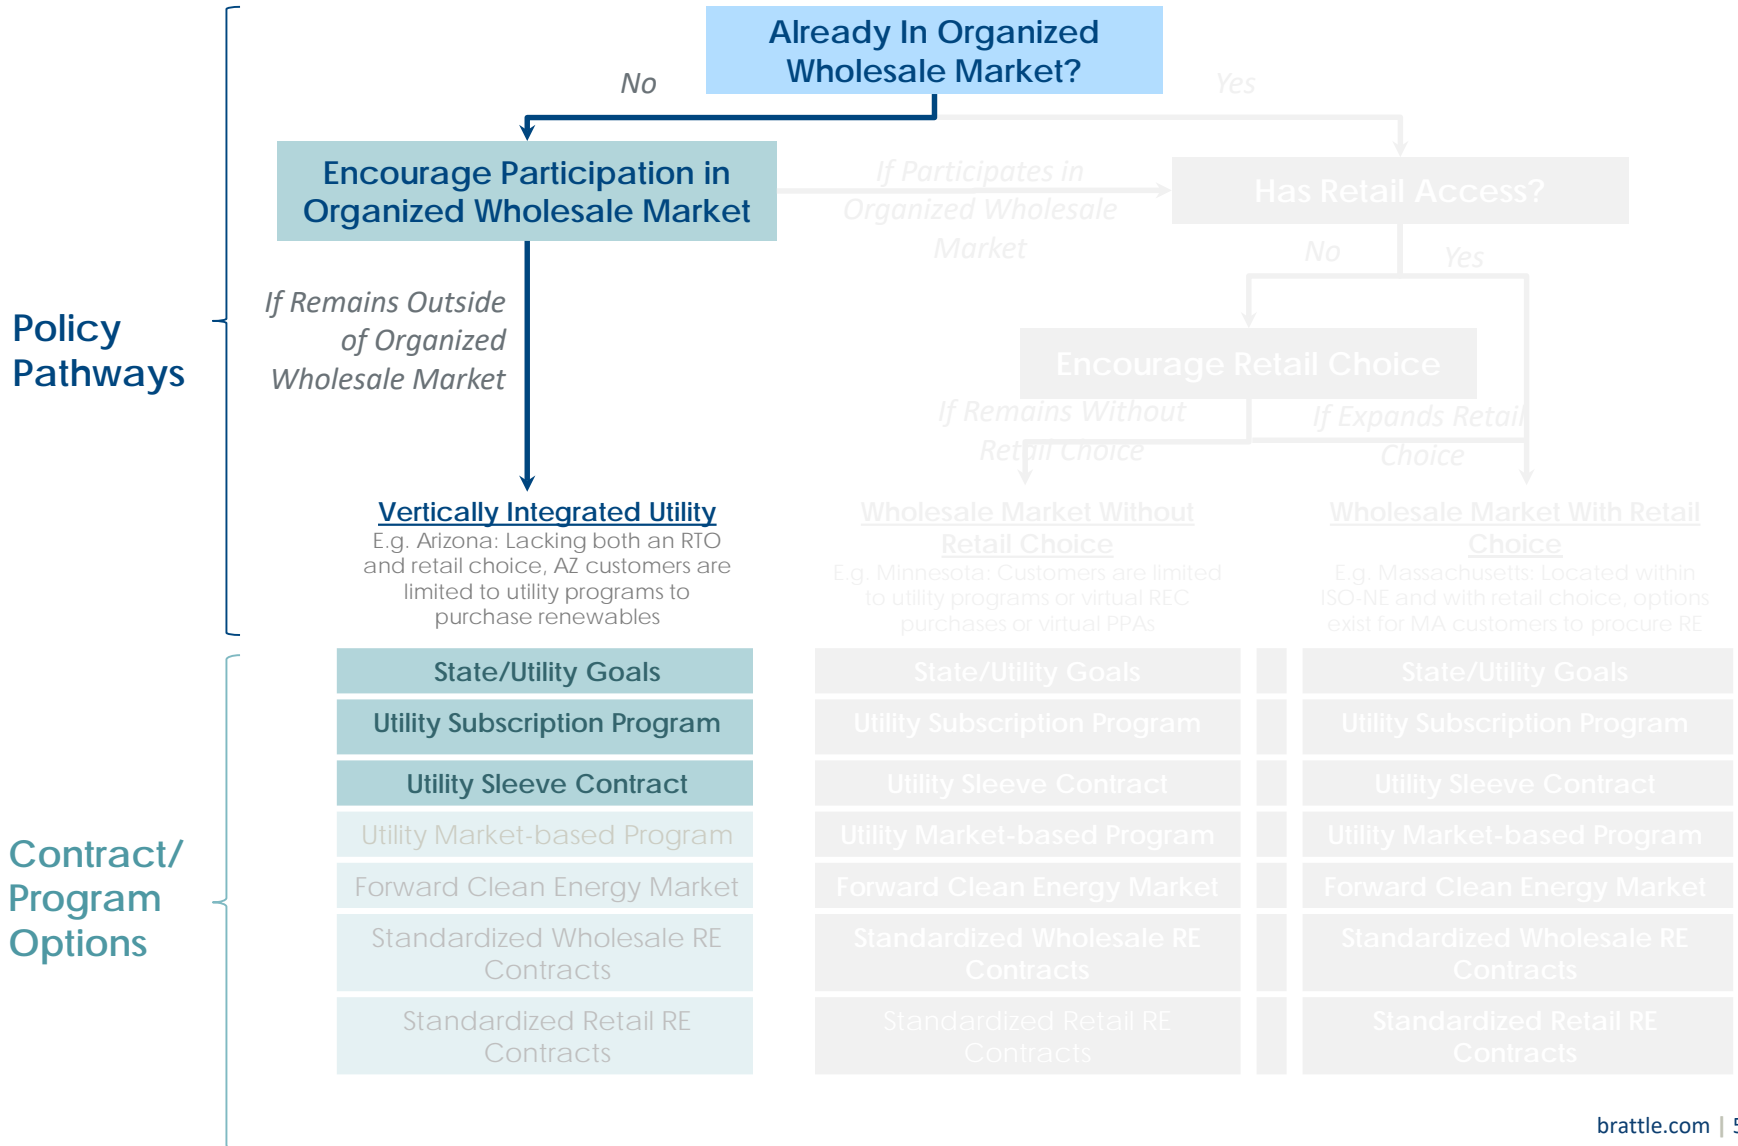 Already In Organized
Wholesale Market?
No
Yes
Encourage Participation in
Organized Wholesale Market
If Participates in
Organized Wholesale
Market
Has Retail Access?
No
Yes
If Remains Outside
of Organized
Wholesale Market
Policy
Pathways
Encourage Retail Choice
If Remains Without
Retail Choice
If Expands Retail
Choice
Vertically Integrated Utility
E.g. Arizona: Lacking both an RTO
and retail choice, AZ customers are
limited to utility programs to
purchase renewables
Wholesale Market Without
Retail Choice
E.g. Minnesota: Customers are limited
to utility programs or virtual REC
purchases or virtual PPAs
Wholesale Market With Retail
Choice
E.g. Massachusetts: Located within
ISO-NE and with retail choice, options
exist for MA customers to procure RE
Contract/
Program
Options
State/Utility Goals
Utility Subscription Program
Utility Sleeve Contract
Utility Market-based Program
Forward Clean Energy Market
Standardized Wholesale RE
Contracts
Standardized Retail RE
Contracts
State/Utility Goals
Utility Subscription Program
Utility Sleeve Contract
Utility Market-based Program
Forward Clean Energy Market
Standardized Wholesale RE
Contracts
Standardized Retail RE
Contracts
State/Utility Goals
Utility Subscription Program
Utility Sleeve Contract
Utility Market-based Program
Forward Clean Energy Market
Standardized Wholesale RE
Contracts
Standardized Retail RE
Contracts
brattle.com | 5